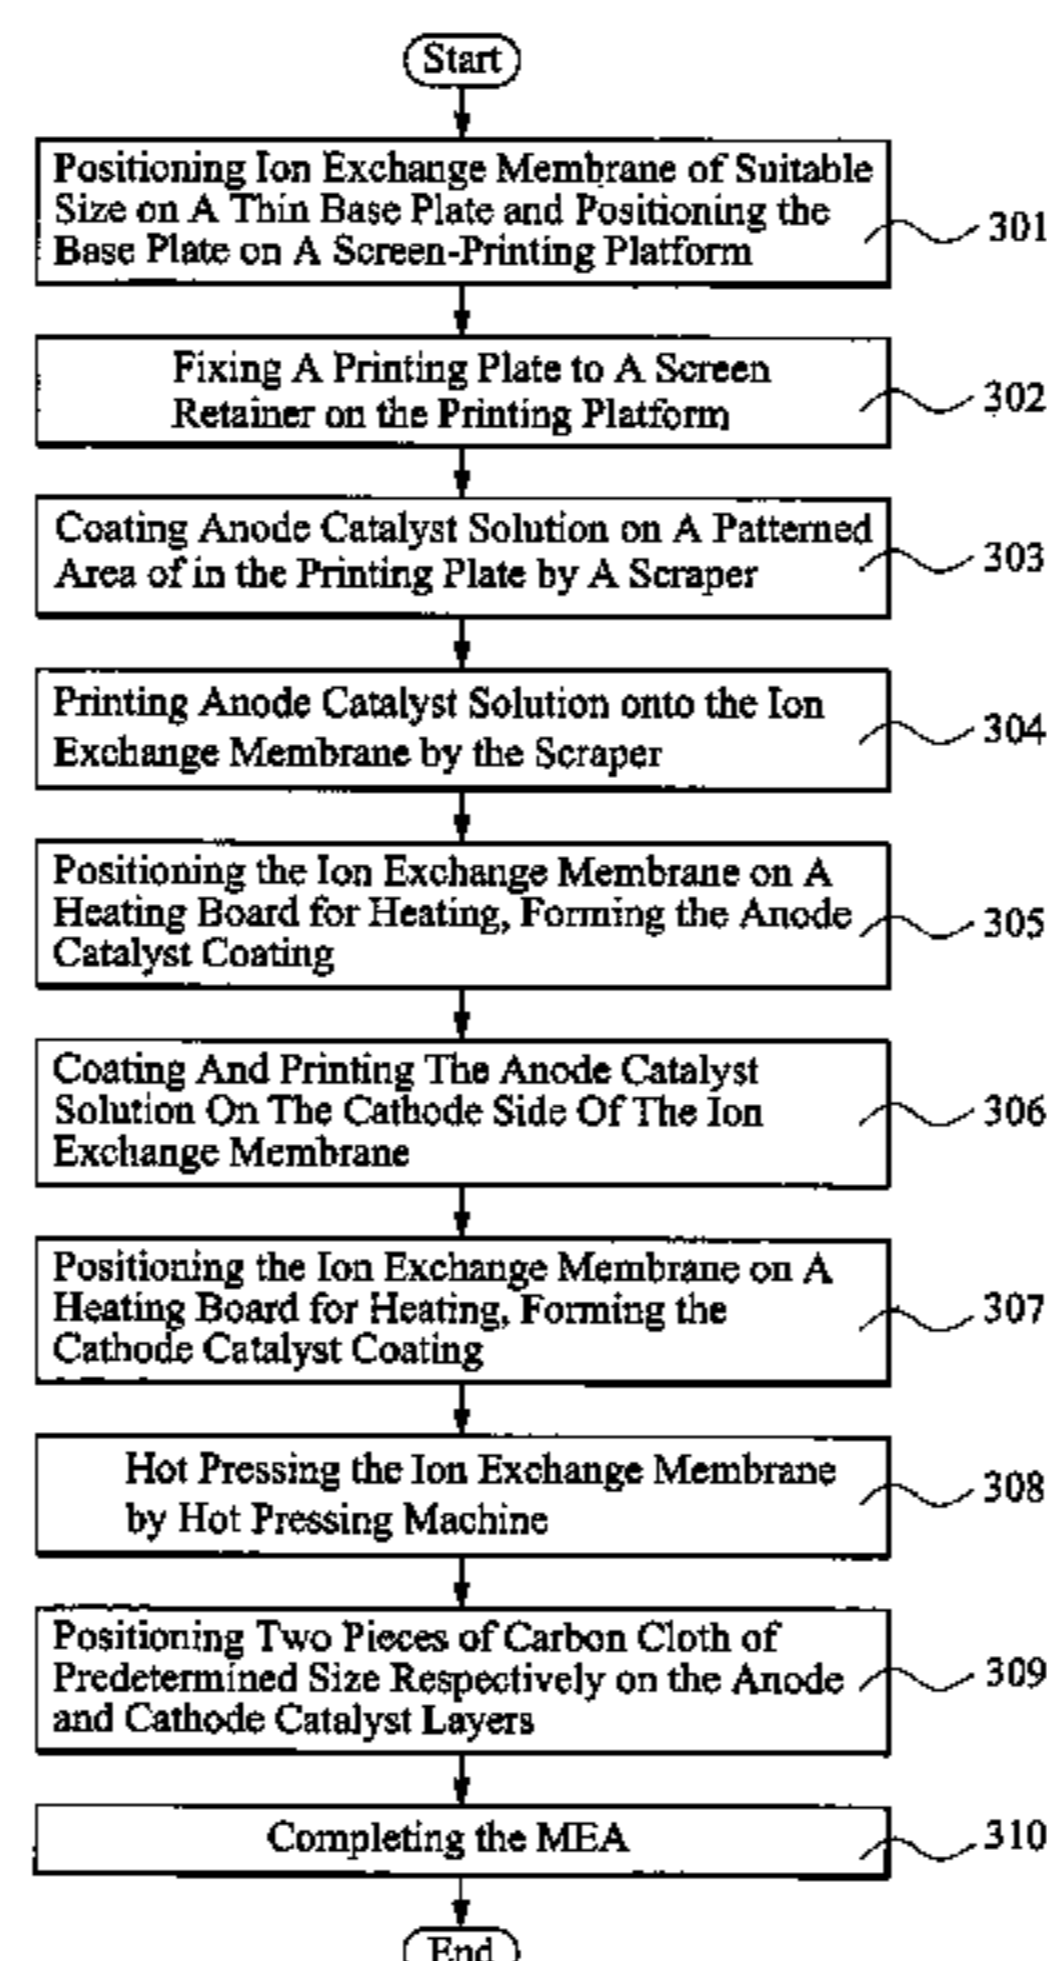 Start
Positioning Ion Exchange Membrane of Suitable
Size on A Thin Base Plate and Positioning the
Base Plate on A Screen-Printing Platform
301
Fixing A Printing Plate to A Screen
Retainer on the Printing Platform
302
Coating Anode Catalyst Solution on A Patterned
Area of in the Printing Plate by A Scraper
303
Printing Anode Catalyst Solution onto the Ion
Exchange Membrane by the Scraper
304
Positioning the Ion Exchange Membrane on A
Heating Board for Heating, Forming the Anode
Catalyst Coating
305
Coating And Printing The Anode Catalyst
Solution On The Cathode Side Of The Ion
Exchange Membrane
306
Positioning the Ion Exchange Membrane on A
Heating Board for Heating, Forming the
Cathode Catalyst Coating
307
Hot Pressing the Ion Exchange Membrane
by Hot Pressing Machine
308
Positioning Two Pieces of Carbon Cloth of
Predetermined Size Respectively on the Anode
and Cathode Catalyst Layers
309
Completing the MEA
310
End